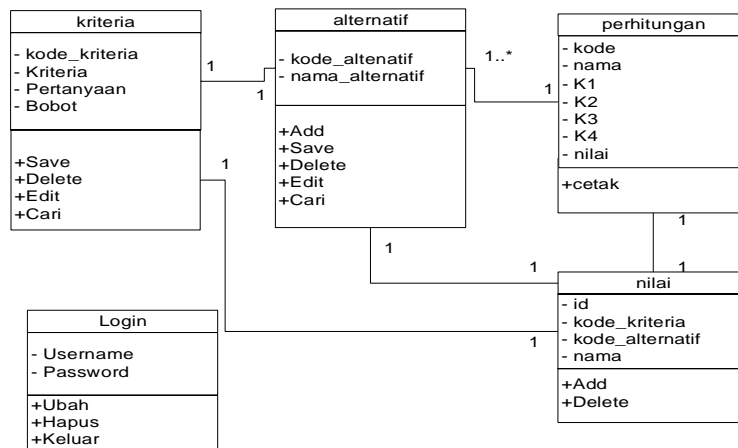 kriteria
- kode_kriteria
- Kriteria
- Pertanyaan
- Bobot
+Save
+Delete
+Edit
+Cari
1
1
alternatif
- kode_altenatif
- nama_alternatif
+Add
+Save
+Delete
+Edit
+Cari
1..*
1
perhitungan
- kode
- nama
- K1
- K2
- K3
- K4
- nilai
+cetak
1
1
1
1
1
1
nilai
- id
- kode_kriteria
- kode_alternatif
- nama
+Add
+Delete
Login
- Username
- Password
+Ubah
+Hapus
+Keluar